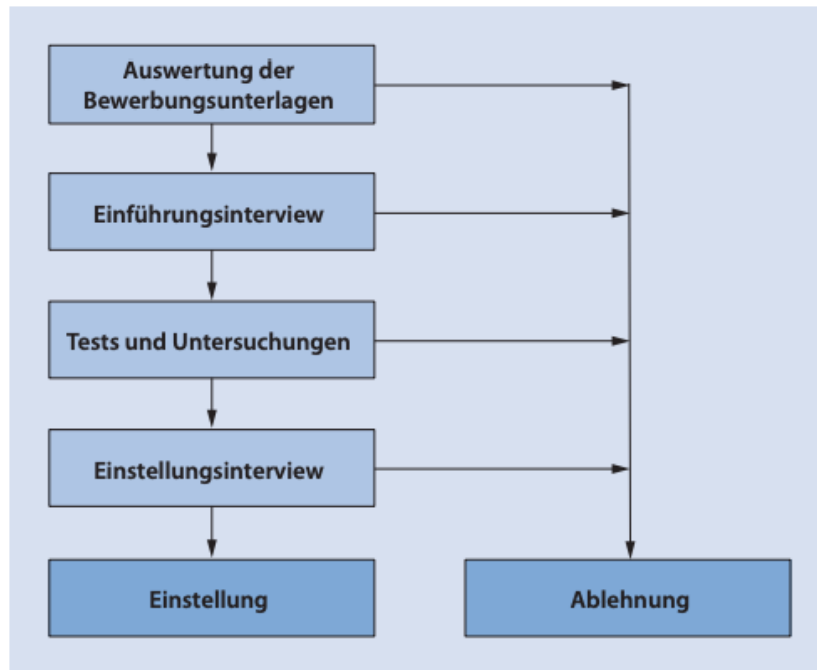 Auswertung der
Bewerbungsunterlagen
Einführungsinterview
Tests und Untersuchungen
Einstellungsinterview
Einstellung
Ablehnung